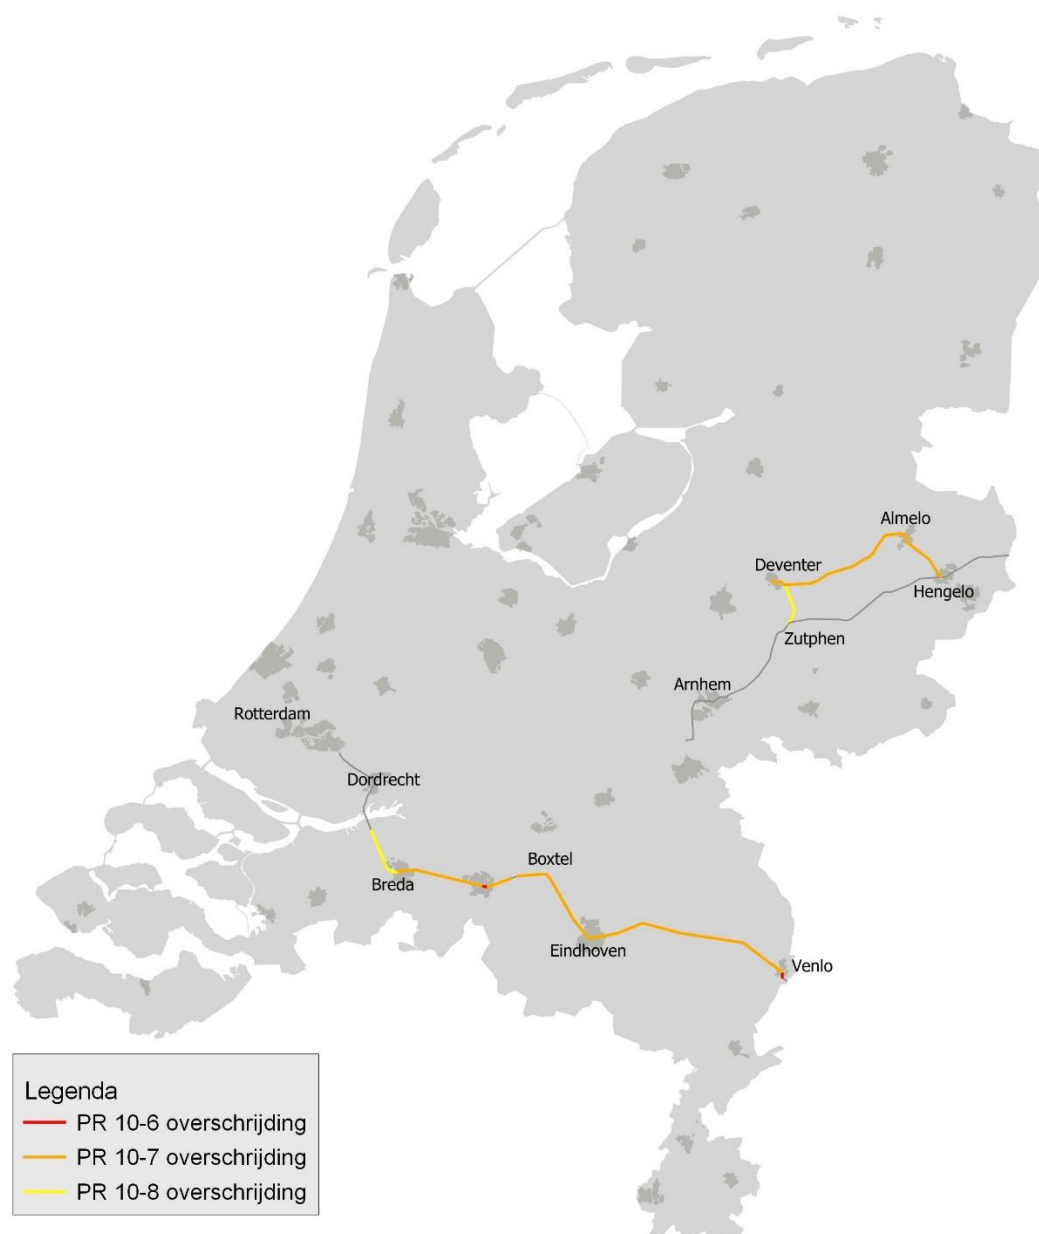 Almelo
Deventer
Hengelo
Zutphen
Arnhem
Rotterdam
Dordrecht
Boxtel
Breda
Eindhoven
Venlo
Legenda
PR 10-6 overschrijding
PR 10-7 overschrijding
PR 10-8 overschrijding